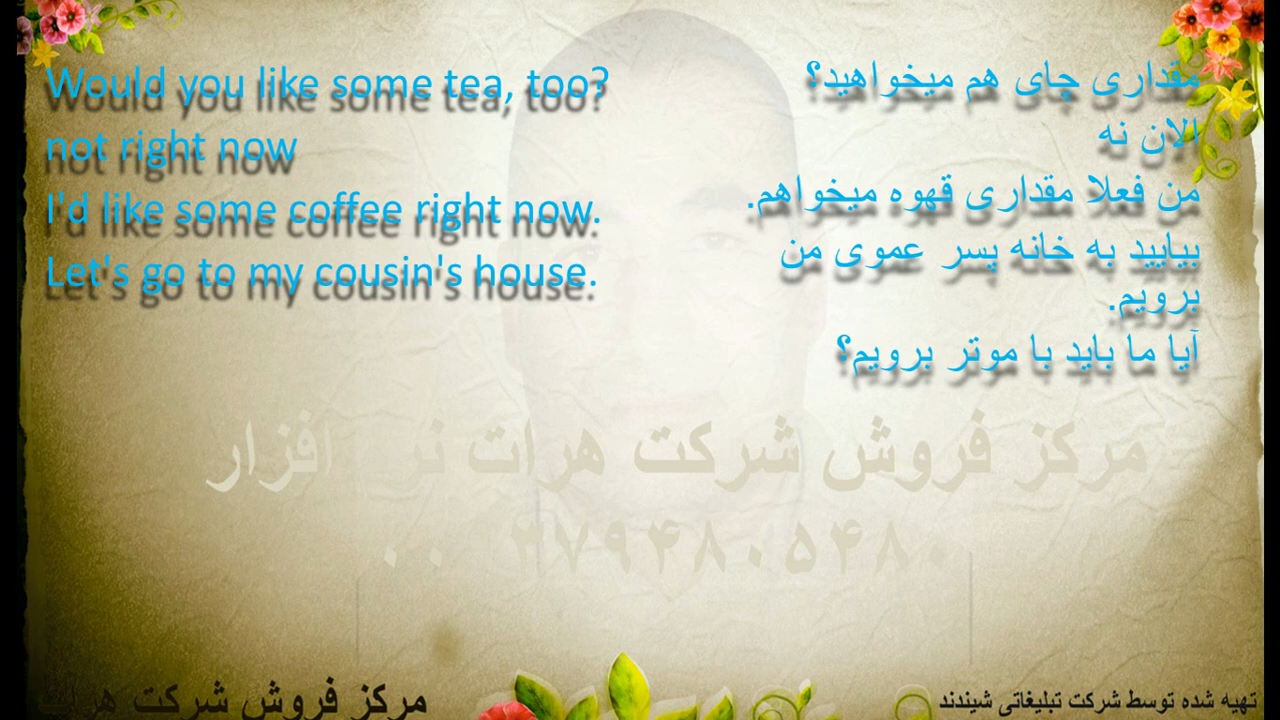 Would you like some tea, too?
not right now
I'd like some coffee right now.
Let's go to my cousin's house.
مقداری چای هم میخواهید؟
الان نه
من فعلا مقداری قهوه میخواهم.
بیایید به خانه پسر عموی من
برویم.
آیا ما باید با موتر برویم؟
مرکز فروش شرکت هرات نرم افزار
مرکز فروش شرکت هرات
تهیه شده توسط شرکت تبلیغاتی شیندند